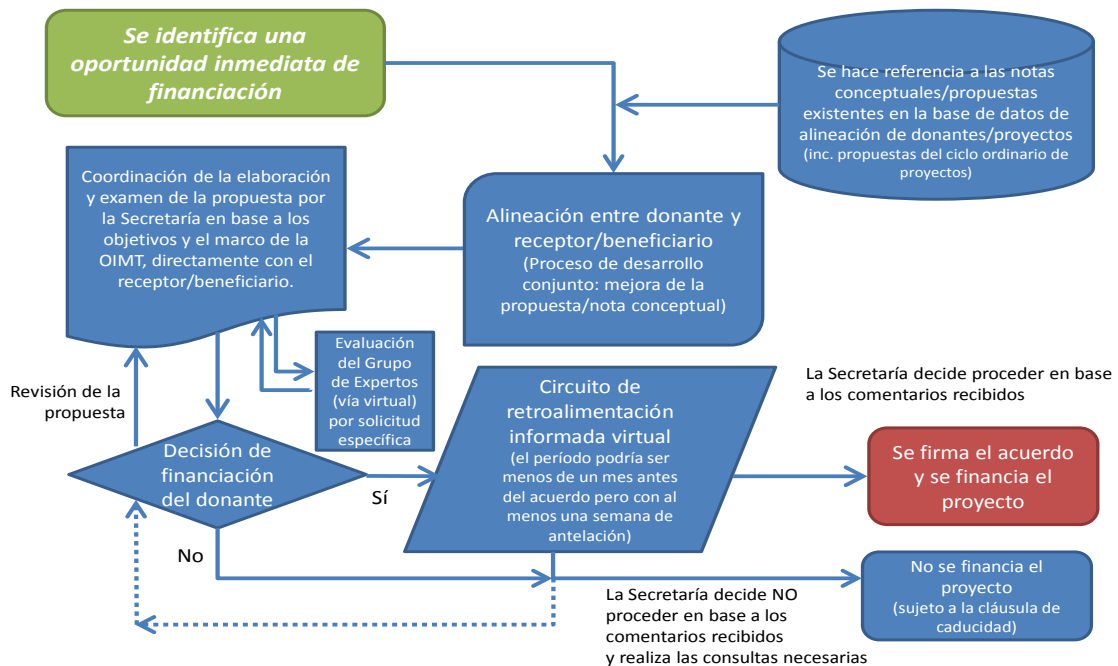 Se identifica una
oportunidad inmediata de
financiación
Se hace referencia a las notas
conceptuales/propuestas
existentes en la base de datos de
alineación de donantes/proyectos
(inc. propuestas del ciclo ordinario de
proyectos)
Coordinación de la elaboración
y examen de la propuesta por
la Secretaría en base a los
objetivos y el marco de la
OIMT, directamente con el
receptor/beneficiario.
Alineación entre donante y
receptor/beneficiario
(Proceso de desarrollo
conjunto: mejora de la
propuesta/nota conceptual)
Evaluación
del Grupo
de Expertos
(vía virtual)
por solicitud
específica
Revisión de la
propuesta
Decisión de
financiación
del donante
Sí
No
Circuito de
retroalimentación
informada virtual
(el período podría ser
menos de un mes antes
del acuerdo pero con al
menos una semana de
antelación)
La Secretaría decide proceder en base
a los comentarios recibidos
Se firma el acuerdo
y se financia el
proyecto
La Secretaría decide NO
proceder en base a los
comentarios recibidos
y realiza las consultas necesarias
No se financia el
proyecto
(sujeto a la cláusula de
caducidad)